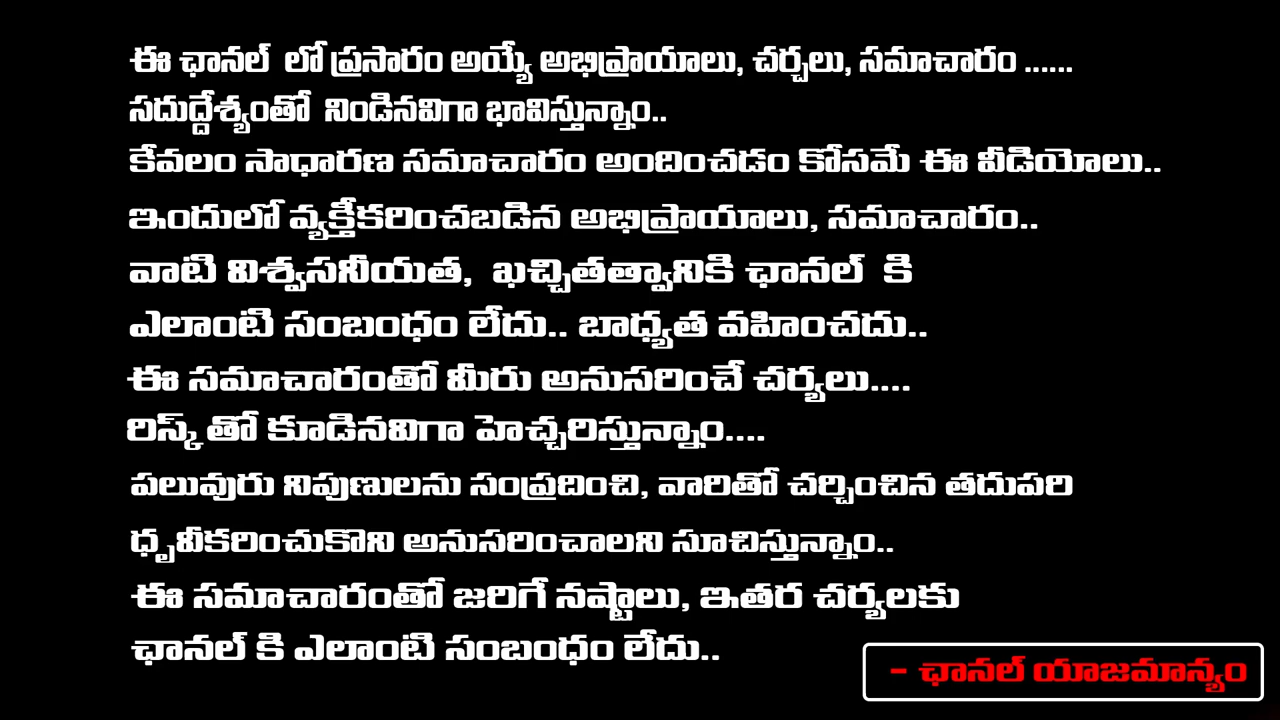 ఈ ఛానల్ లో ప్రసారం అయ్యే అభిప్రాయాలు, చర్చలు, సమాచారం ......
సదుద్దేశ్యంతో నిండినవిగా భావిస్తున్నాం..
కేవలం సాధారణ సమాచారం అందించడం కోసమే ఈ వీడియోలు..
ఇందులో వ్యక్తీకరించబడిన అభిప్రాయాలు, సమాచారం..
వాటి విశ్వసనీయత, ఖచ్చితత్వానికి ఛానల్ కి
ఎలాంటి సంబంధం లేదు.. బాధ్యత వహించదు..
ఈ సమాచారంతో మీరు అనుసరించే చర్యలు....
రిస్క్ తో కూడినవిగా హెచ్చరిస్తున్నాం....
పలువురు నిపుణులను సంప్రదించి, వారితో చర్చించిన తదుపరి
ధృవీకరించుకొని అనుసరించాలని సూచిస్తున్నాం..
ఈ సమాచారంతో జరిగే నష్టాలు, ఇతర చర్యలకు
ఛానల్ కి ఎలాంటి సంబంధం లేదు..
- ఛానల్ యాజమాన్యం